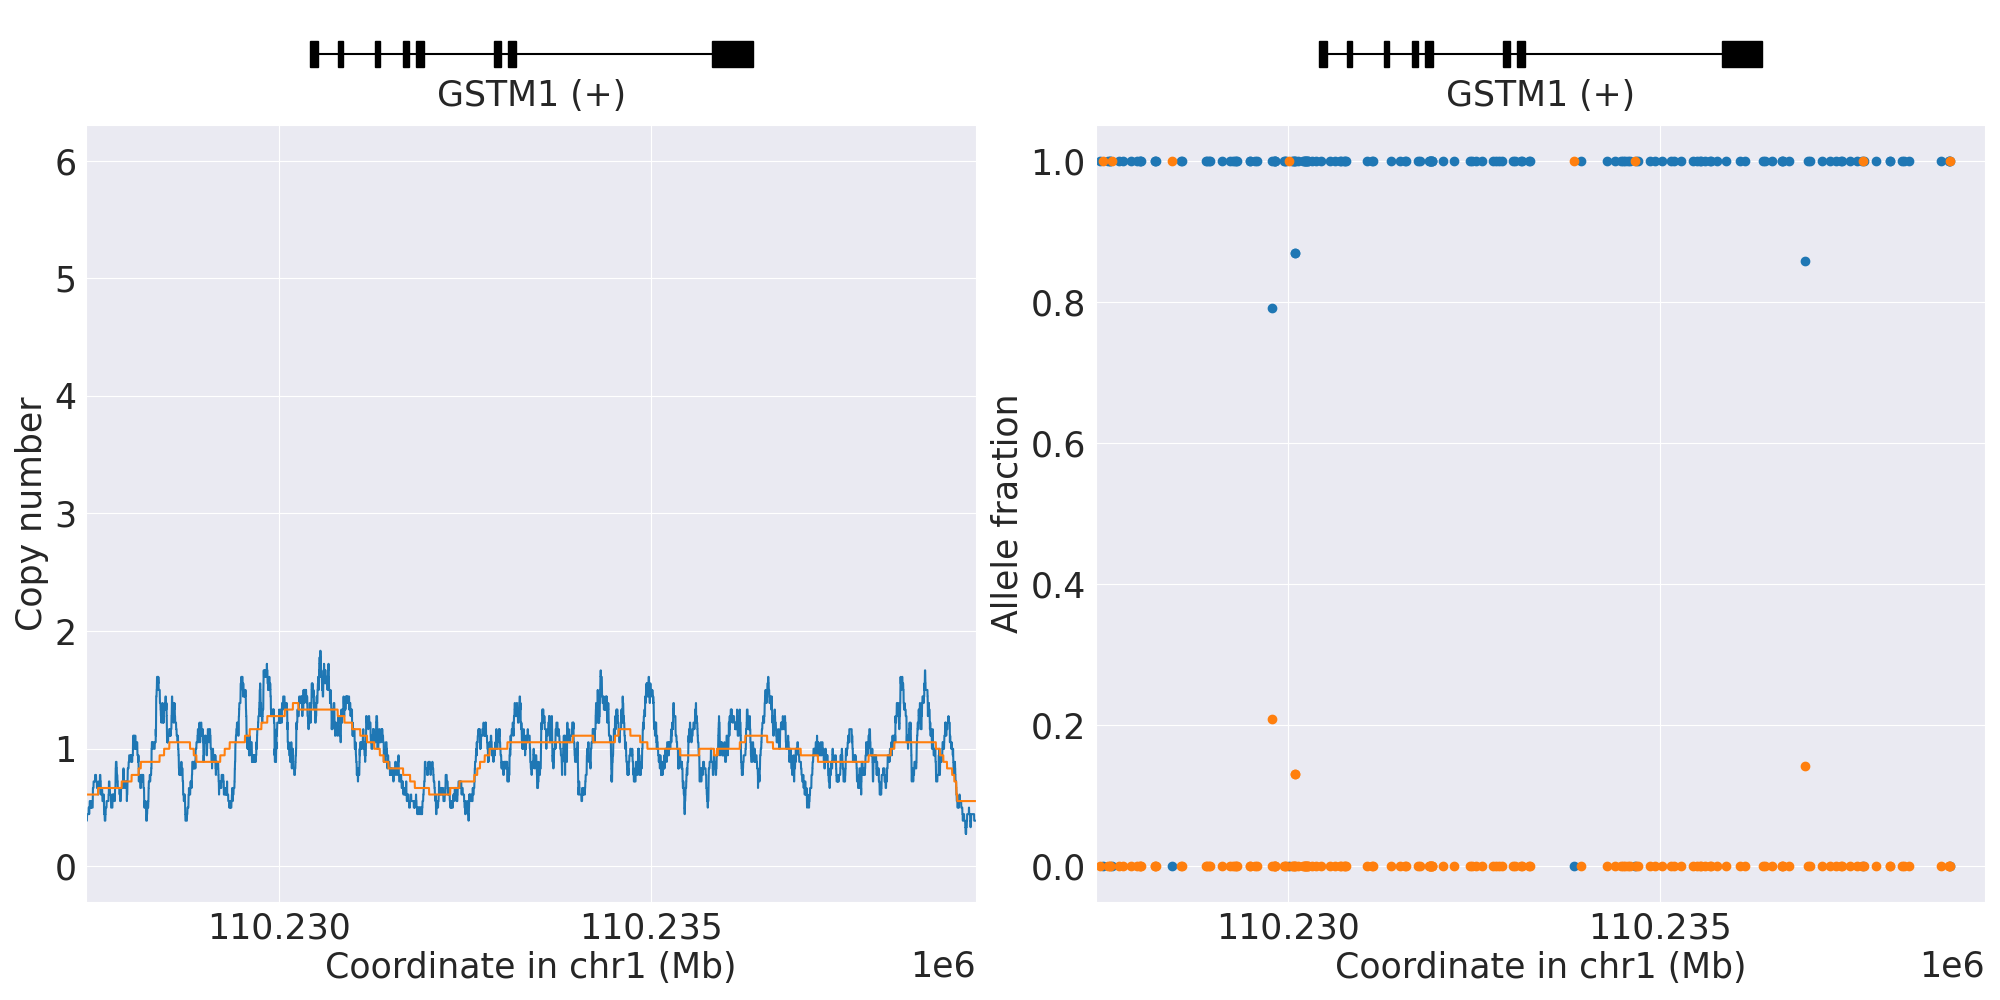 GSTM1 (+)
6
5
4
3
2
1
0
Copy number
110.230 110.235
Coordinate in chr1 (Mb)
1e6
GSTM1 (+)
1.0
0.8
0.6
0.4
0.2
0.0
Allele fraction
110.230 110.235
Coordinate in chr1 (Mb)
1e6